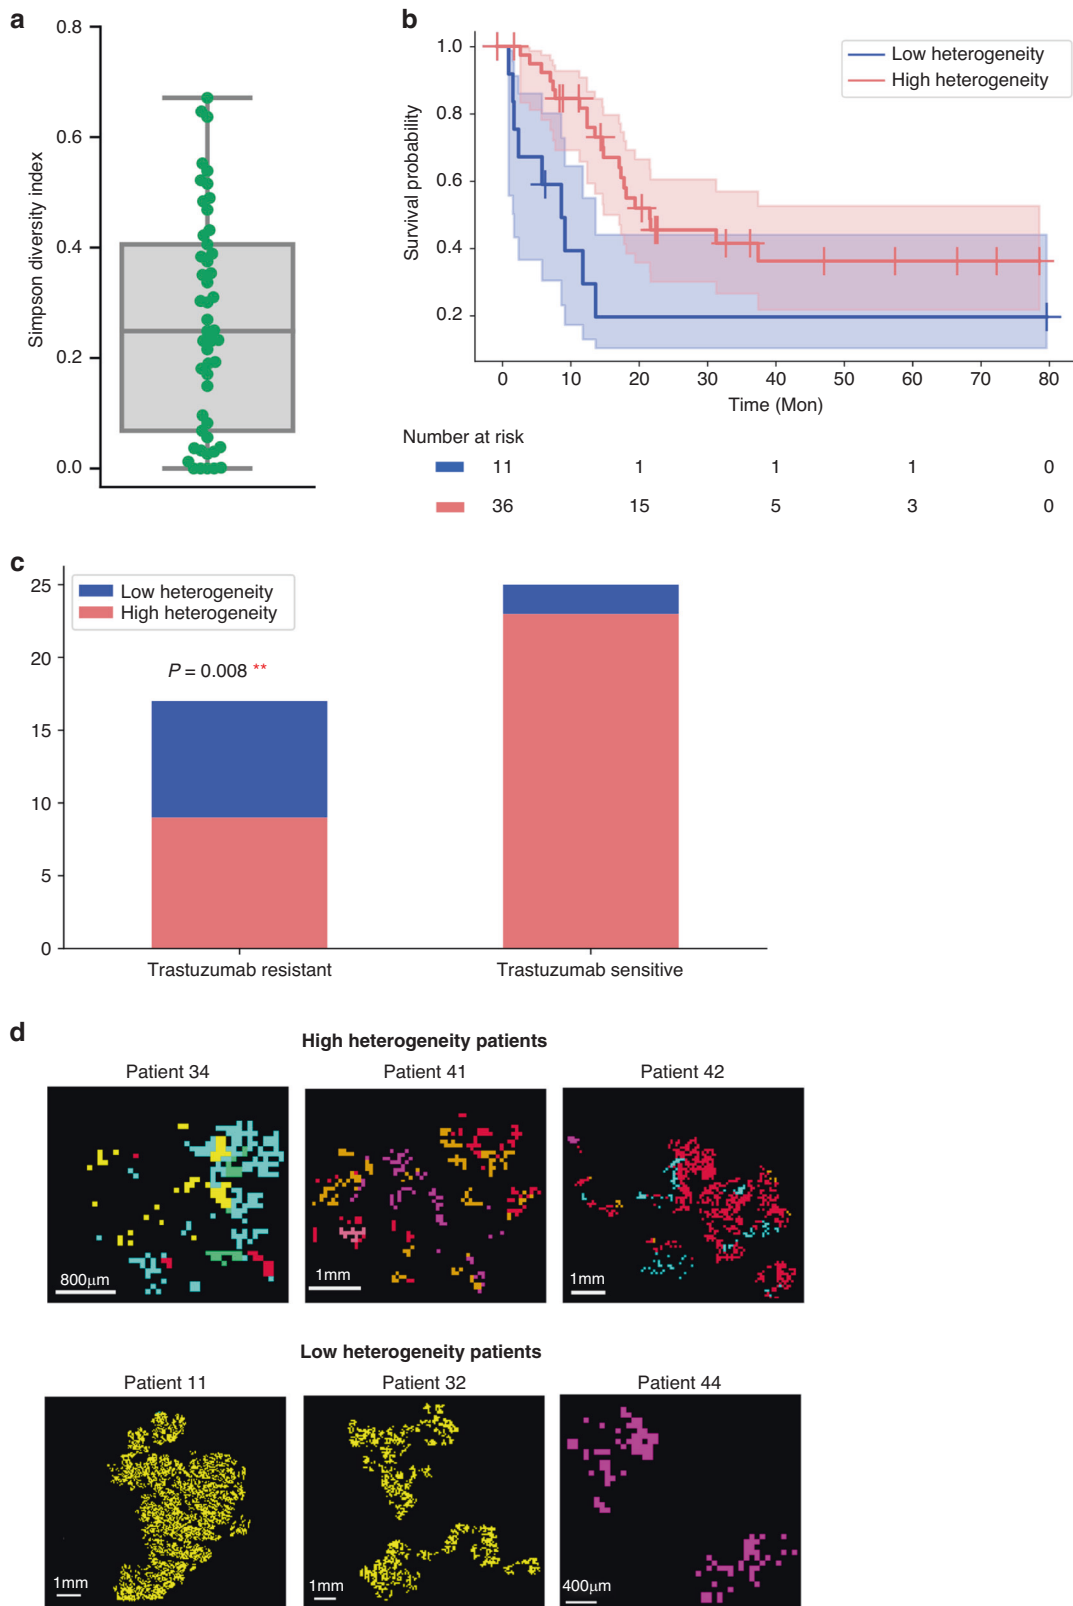 a
0.8
0.6
0.4
0.2
0.0
Simpson diversity index
b
1.0
0.8
0.6
0.4
0.2
Survival probability
Low heterogeneity
High heterogeneity
0 10 20 30 40 50 60 70 80
Time (Mon)
Number at risk
11 1 1 1 0
36 15 5 3 0
c
25
20
15
10
5
0
Low heterogeneity
High heterogeneity
P = 0.008 **
Trastuzumab resistant Trastuzumab sensitive
d
High heterogeneity patients
Patient 34 Patient 41 Patient 42
800μm 1mm 1mm
Low heterogeneity patients
Patient 11 Patient 32 Patient 44
1mm 1mm 400μm